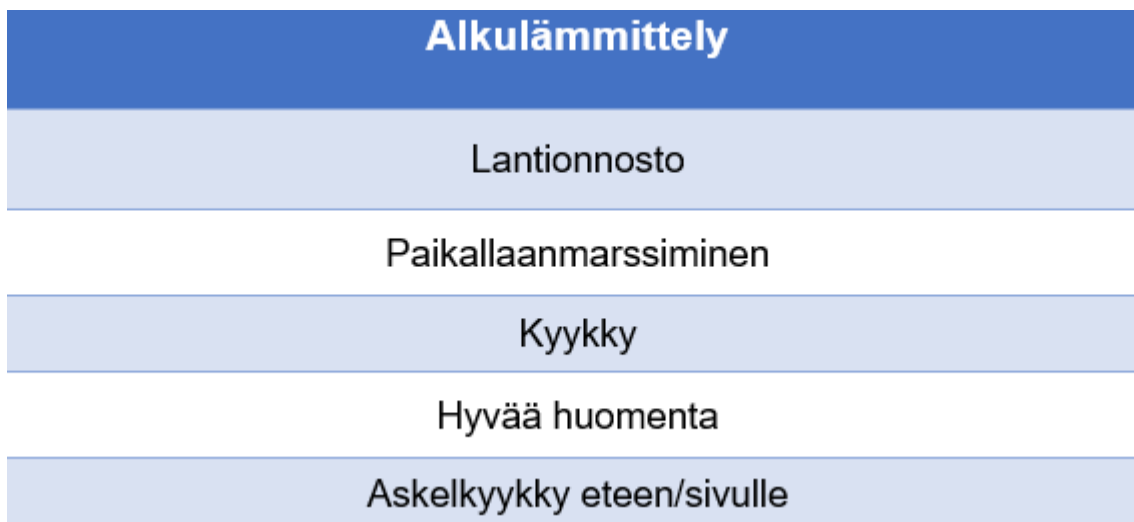 Alkulämmittely
Lantionnosto
Paikallaanmarssiminen
Kyykky
Hyvää huomenta
Askelkyykky eteen/sivulle